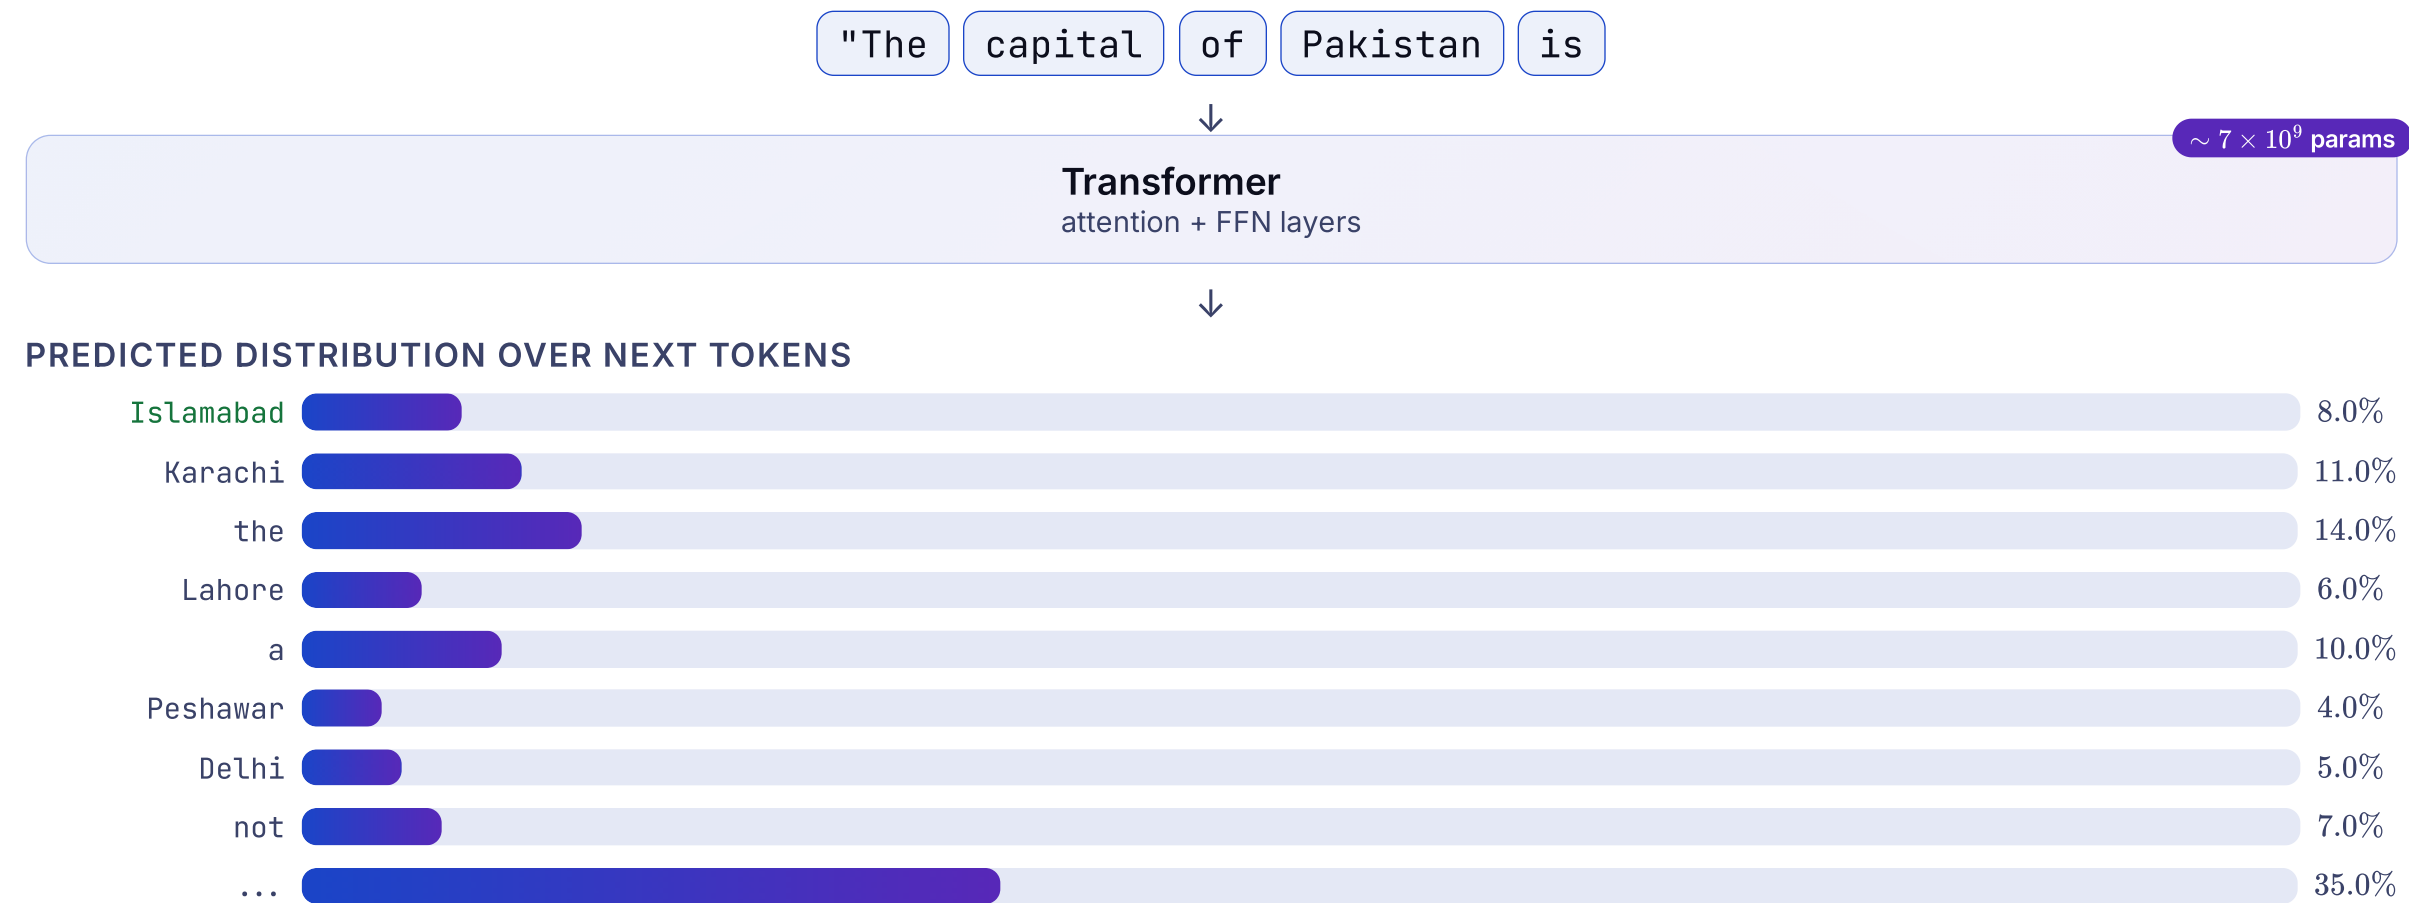 "The capital of Pakistan is
↓
~ 7 × 10⁹ params
Transformer
attention + FFN layers
↓
PREDICTED DISTRIBUTION OVER NEXT TOKENS
Islamabad 8.0%
Karachi 11.0%
the 14.0%
Lahore 6.0%
a 10.0%
Peshawar 4.0%
Delhi 5.0%
not 7.0%
... 35.0%